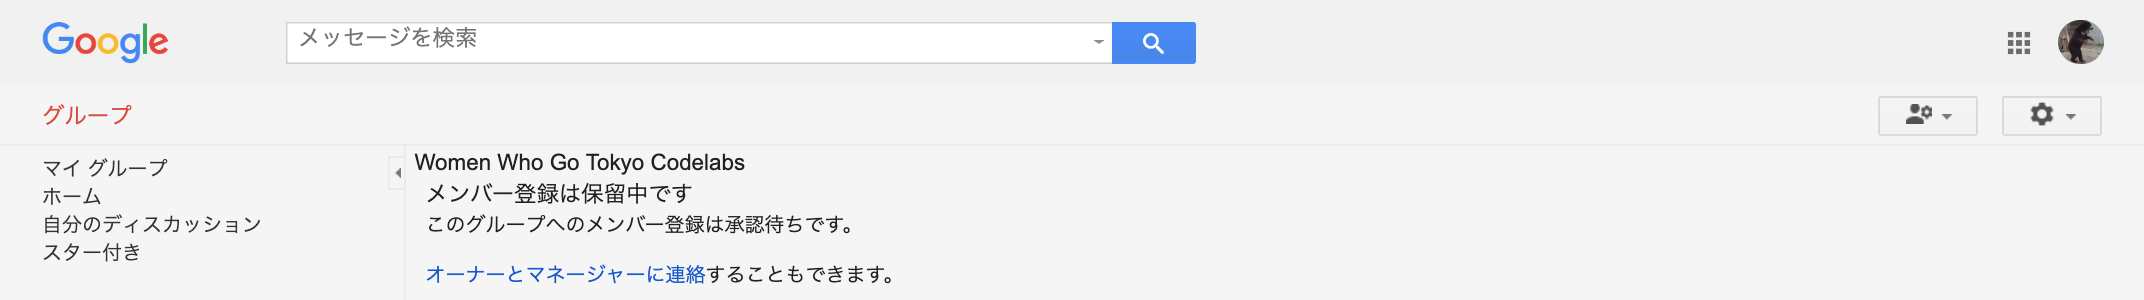 Google
メッセージを検索
グループ
マイ グループ
ホーム
自分のディスカッション
スター付き
Women Who Go Tokyo Codelabs
メンバー登録は保留中です
このグループへのメンバー登録は承認待ちです。
オーナーとマネージャーに連絡することもできます。